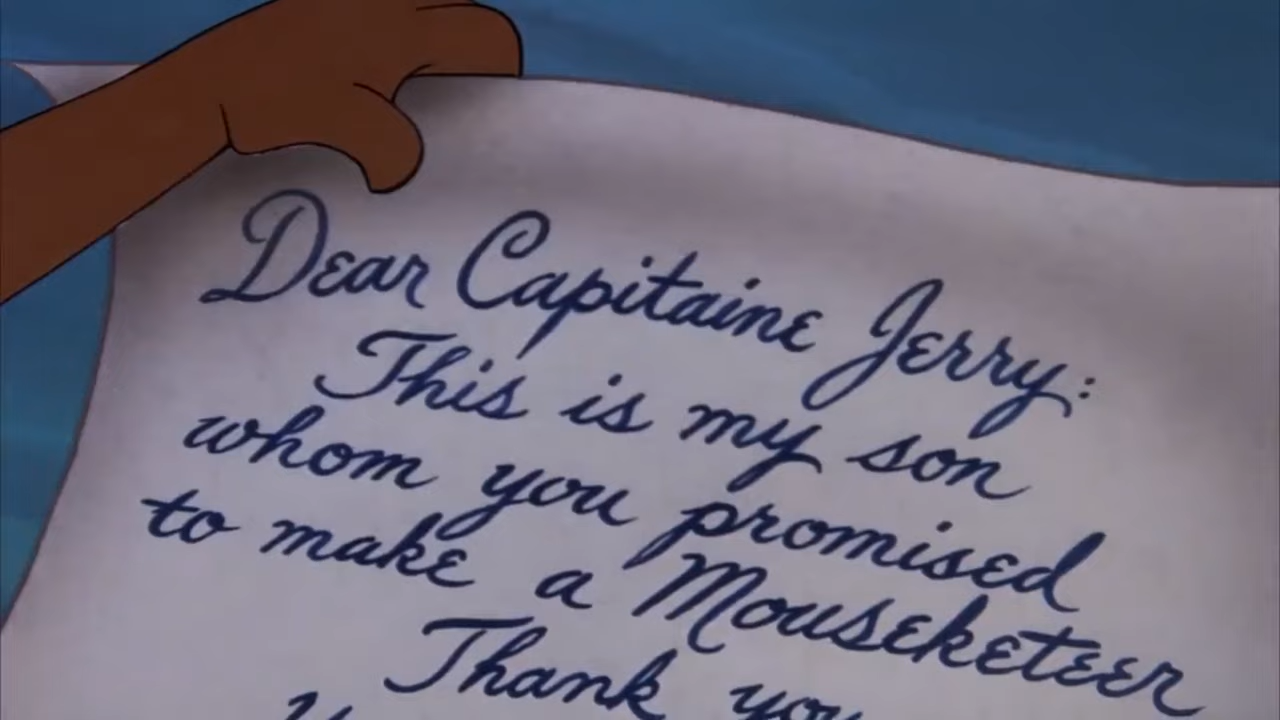 Dear Capitaine Jerry:
This is my son
whom you promised
to make a Mouseketeer
Thank you